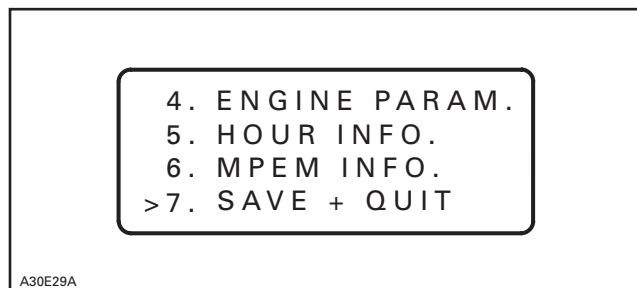 4. ENGINE PARAM.
5. HOUR INFO.
6. MPEM INFO.
>7. SAVE + QUIT
A30E29A